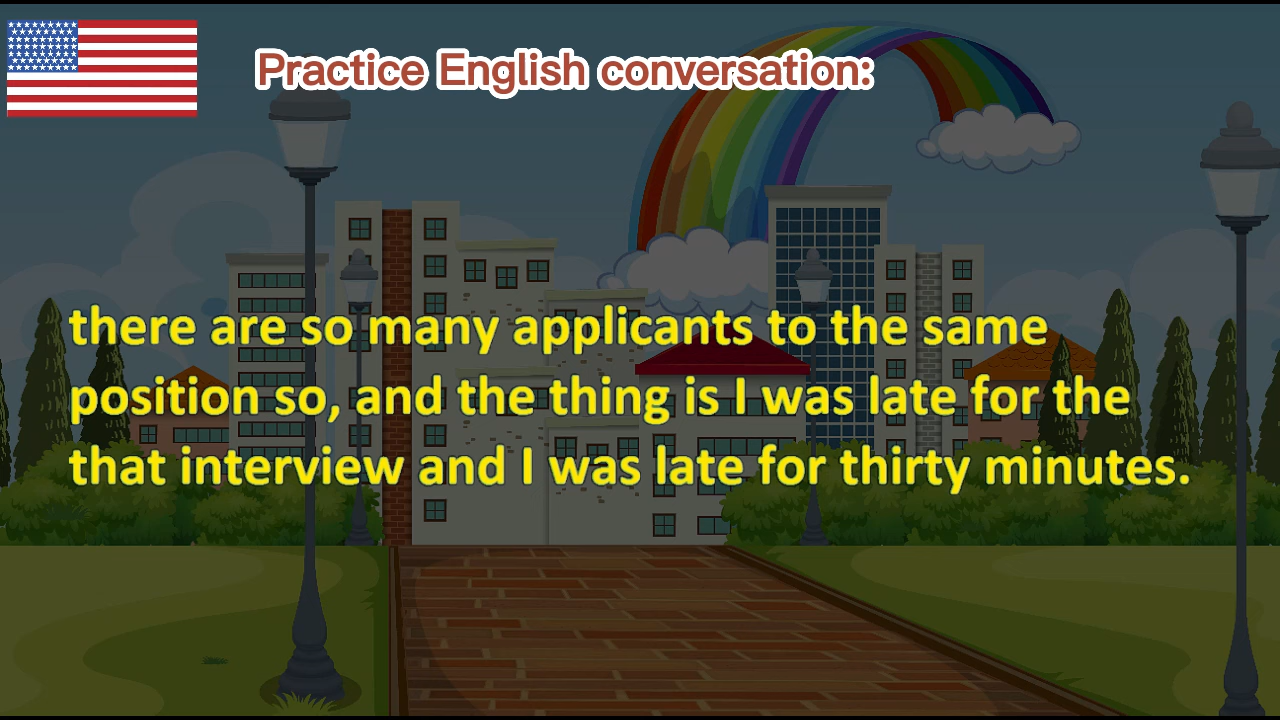 Practice English conversation:
there are so many applicants to the same
position so, and the thing is I was late for the
that interview and I was late for thirty minutes.